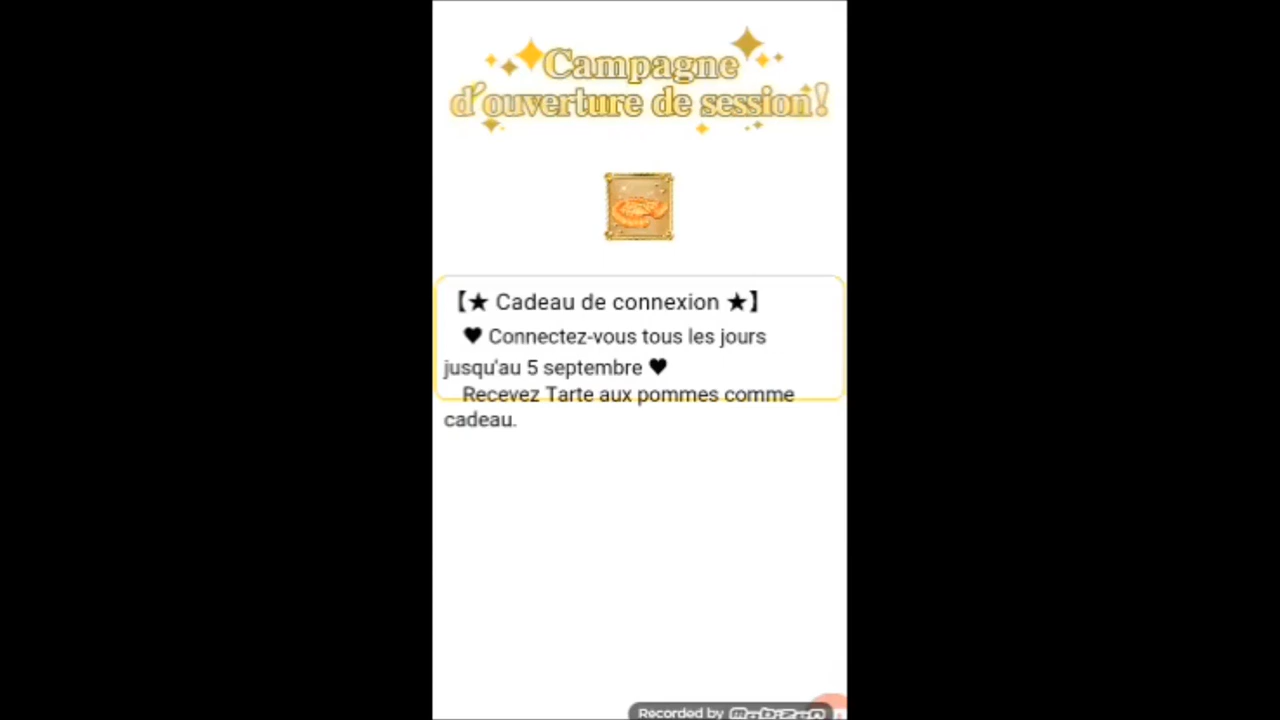 Campagne
d'ouverture de session!
【★ Cadeau de connexion ★】
♥ Connectez-vous tous les jours
jusqu'au 5 septembre ♥
Recevez Tarte aux pommes comme
cadeau.
Recorded by MOBIZEN